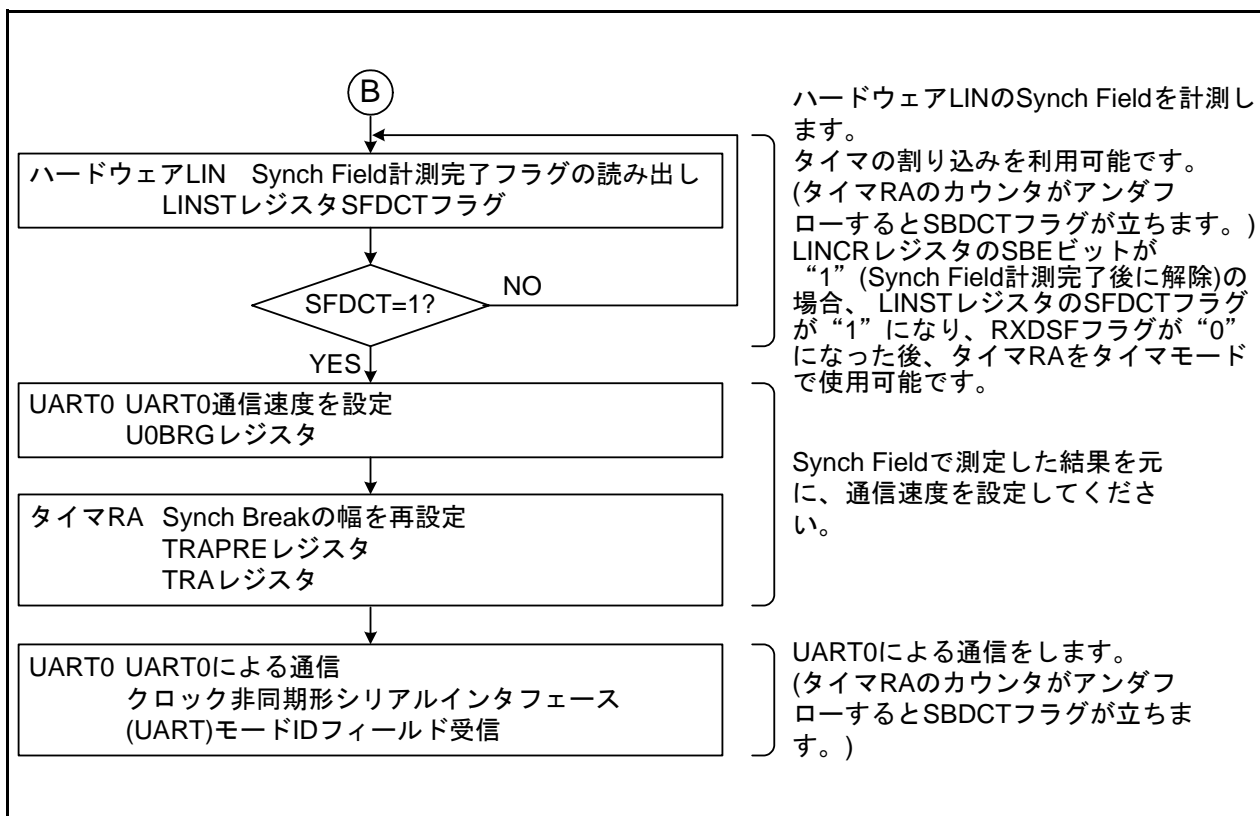 B
ハードウェアLIN Synch Field計測完了フラグの読み出し
LINSTレジスタSFDCTフラグ
SFDCT=1?
NO
YES
UART0 UART0通信速度を設定
U0BRGレジスタ
タイマRA Synch Breakの幅を再設定
TRAPREレジスタ
TRAレジスタ
UART0 UART0による通信
クロック非同期形シリアルインタフェース
(UART)モードIDフィールド受信
ハードウェアLINのSynch Fieldを計測し
ます。
タイマの割り込みを利用可能です。
(タイマRAのカウンタがアンダフ
ローするとSBDCTフラグが立ちます。)
LINCRレジスタのSBEビットが
“1”(Synch Field計測完了後に解除)の
場合、LINSTレジスタのSFDCTフラグ
が“1”になり、RXDSFフラグが“0”
になった後、タイマRAをタイマモード
で使用可能です。
Synch Fieldで測定した結果を元
に、通信速度を設定してくださ
い。
UART0による通信をします。
(タイマRAのカウンタがアンダフ
ローするとSBDCTフラグが立ちま
す。)